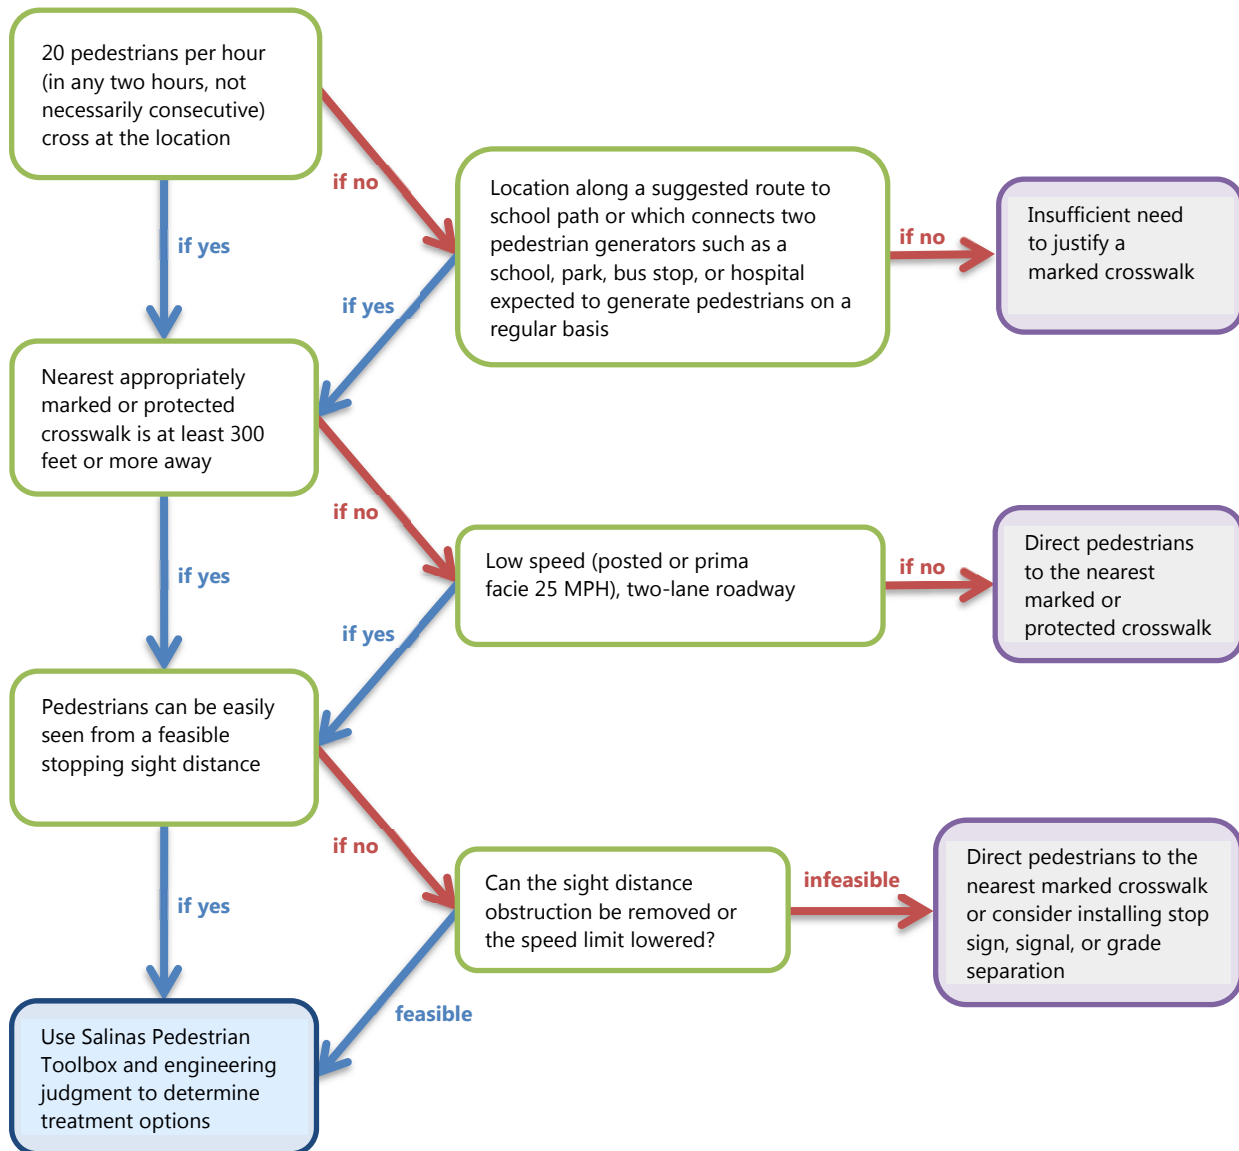 20 pedestrians per hour
(in any two hours, not
necessarily consecutive)
cross at the location
if no
if yes
Location along a suggested route to
school path or which connects two
pedestrian generators such as a
school, park, bus stop, or hospital
expected to generate pedestrians on a
regular basis
if no
Insufficient need
to justify a
marked crosswalk
if yes
Nearest appropriately
marked or protected
crosswalk is at least 300
feet or more away
if no
if yes
Low speed (posted or prima
facie 25 MPH), two-lane roadway
if no
Direct pedestrians
to the nearest
marked or
protected crosswalk
if yes
Pedestrians can be easily
seen from a feasible
stopping sight distance
if no
if yes
Can the sight distance
obstruction be removed or
the speed limit lowered?
infeasible
Direct pedestrians to the
nearest marked crosswalk
or consider installing stop
sign, signal, or grade
separation
feasible
Use Salinas Pedestrian
Toolbox and engineering
judgment to determine
treatment options